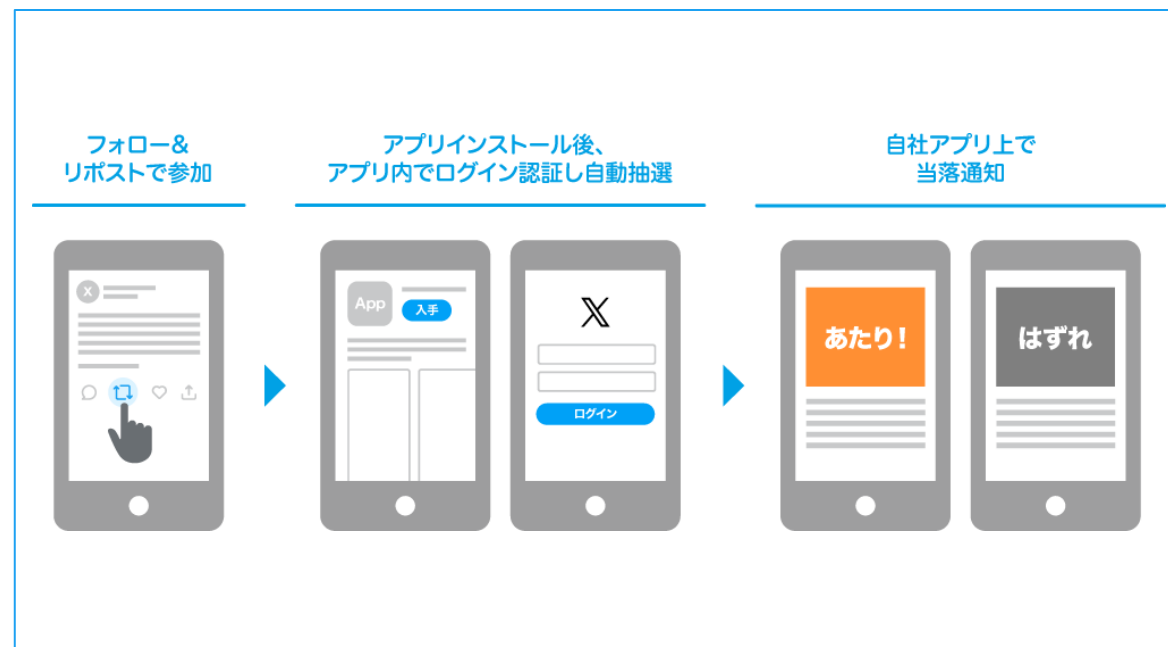 フォロー&
リポストで参加
アプリインストール後、
アプリ内でログイン認証し自動抽選
自社アプリ上で
当落通知
X
App
入手
X
ログイン
あたり!
はずれ